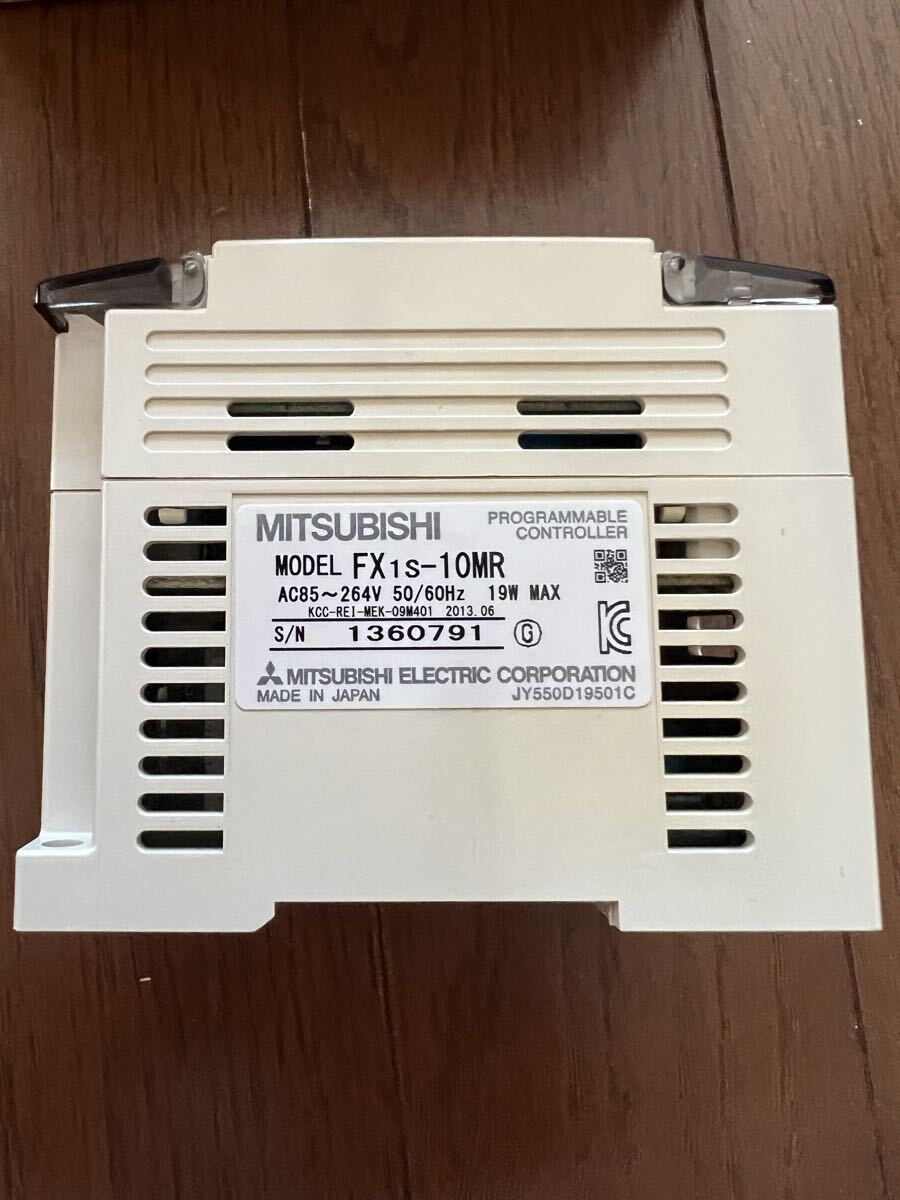 MITSUBISHI
PROGRAMMABLE
CONTROLLER
MODEL FX1S-10MR
AC85~264V 50/60Hz 19W MAX
KCC-REI-MEK-09M401 2013.06
S/N 1360791 G
MITSUBISHI ELECTRIC CORPORATION
MADE IN JAPAN JY550D19501C